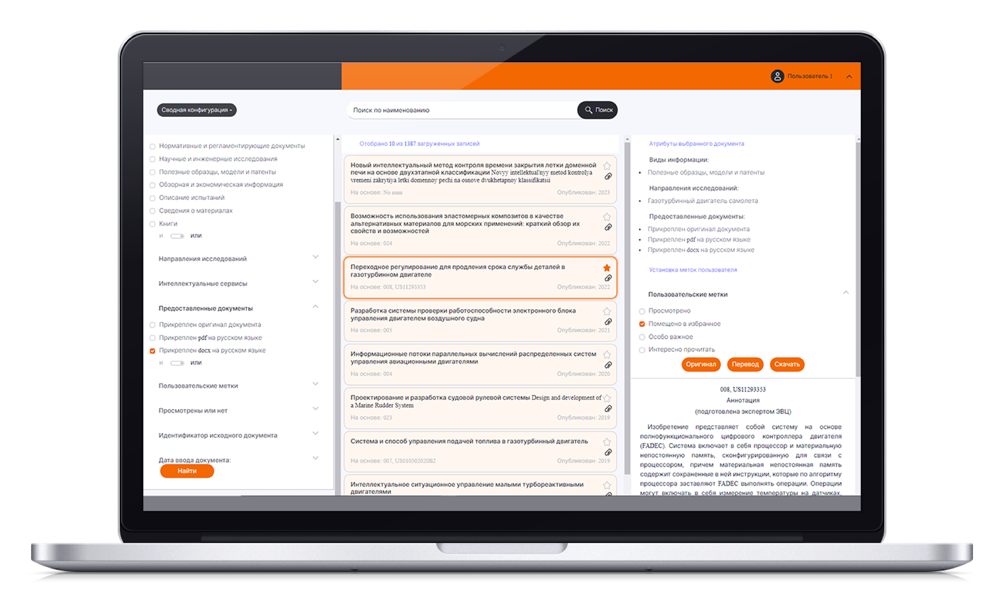 Пользователь 1
Сводная конфигурация
Поиск по наименованию
Поиск
Нормативные и регламентирующие документы
Научные и инженерные исследования
Полезные образцы, модели и патенты
Обзорная и экономическая информация
Описание испытаний
Сведения о материалах
Книги
и или
Направления исследований
Интеллектуальные сервисы
Предоставленные документы
Прикреплен оригинал документа
Прикреплен pdf на русском языке
Прикреплен docx на русском языке
и или
Пользовательские метки
Просмотрены или нет
Идентификатор исходного документа
Дата ввода документа:
Найти
Отобрано 10 из 1387 загруженных записей
Новый интеллектуальный метод контроля времени закрытия летки доменной
печи на основе двухэтапной классификации Novyy intellektual'nyy metod kontrolya
vremeni zakrytiya letki domennoy pechi na osnove dvukhetapnoy klassifikatsii
На основе: No num Опубликован: 2023
Возможность использования эластомерных композитов в качестве
альтернативных материалов для морских применений: краткий обзор их
свойств и возможностей
На основе: 024 Опубликован: 2022
Переходное регулирование для продления срока службы деталей в
газотурбинном двигателе
На основе: 008, US11293353 Опубликован: 2022
Разработка системы проверки работоспособности электронного блока
управления двигателем воздушного судна
На основе: 005 Опубликован: 2021
Информационные потоки параллельных вычислений распределенных систем
управления авиационными двигателями
На основе: 004 Опубликован: 2020
Проектирование и разработка судовой рулевой системы Design and development of
a Marine Rudder System
На основе: 023 Опубликован: 2019
Система и способ управления подачей топлива в газотурбинный двигатель
На основе: 007, US010302020B2 Опубликован: 2019
Интеллектуальное ситуационное управление малыми турбореактивными
двигателями
Атрибуты выбранного документа
Виды информации:
• Полезные образцы, модели и патенты
Направления исследований:
• Газотурбинный двигатель самолета
Предоставленные документы:
• Прикреплен оригинал документа
• Прикреплен pdf на русском языке
• Прикреплен docx на русском языке
Установка меток пользователя
Пользовательские метки
Просмотрено
Помещено в избранное
Особо важное
Интересно прочитать
Оригинал Перевод Скачать
008, US11293353
Аннотация
(подготовлена экспертом ЭВЦ)
Изобретение представляет собой систему на основе
полнофункционального цифрового контроллера двигателя
(FADEC). Система включает в себя процессор и материальную
непостоянную память, сконфигурированную для связи с
процессором, причем материальная непостоянная память
содержит сохраненные в ней инструкции, которые по алгоритму
процессора заставляют FADEC выполнять операции. Операции
могут включать в себя измерение температуры на датчиках,